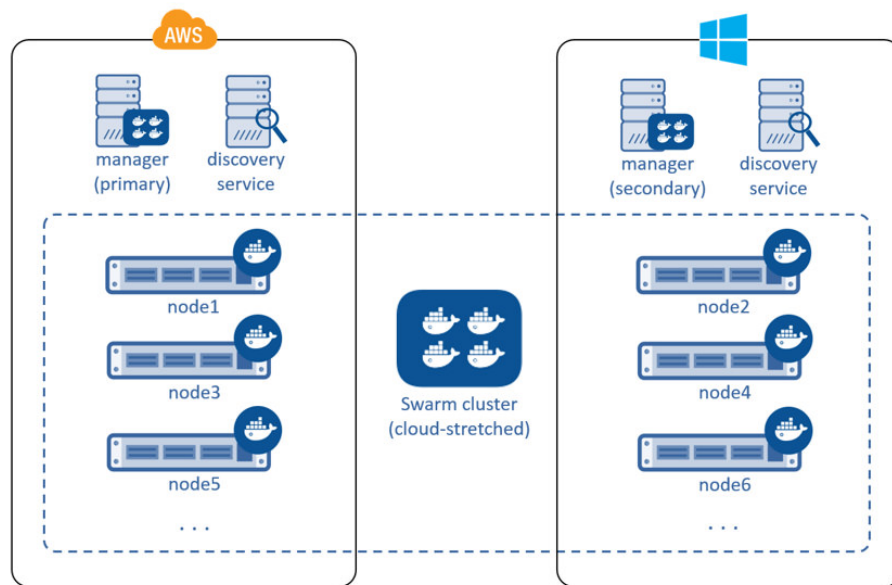 AWS
manager
(primary)
discovery
service
manager
(secondary)
discovery
service
node1
node2
node3
node4
Swarm cluster
(cloud-stretched)
node5
node6
. . .
. . .